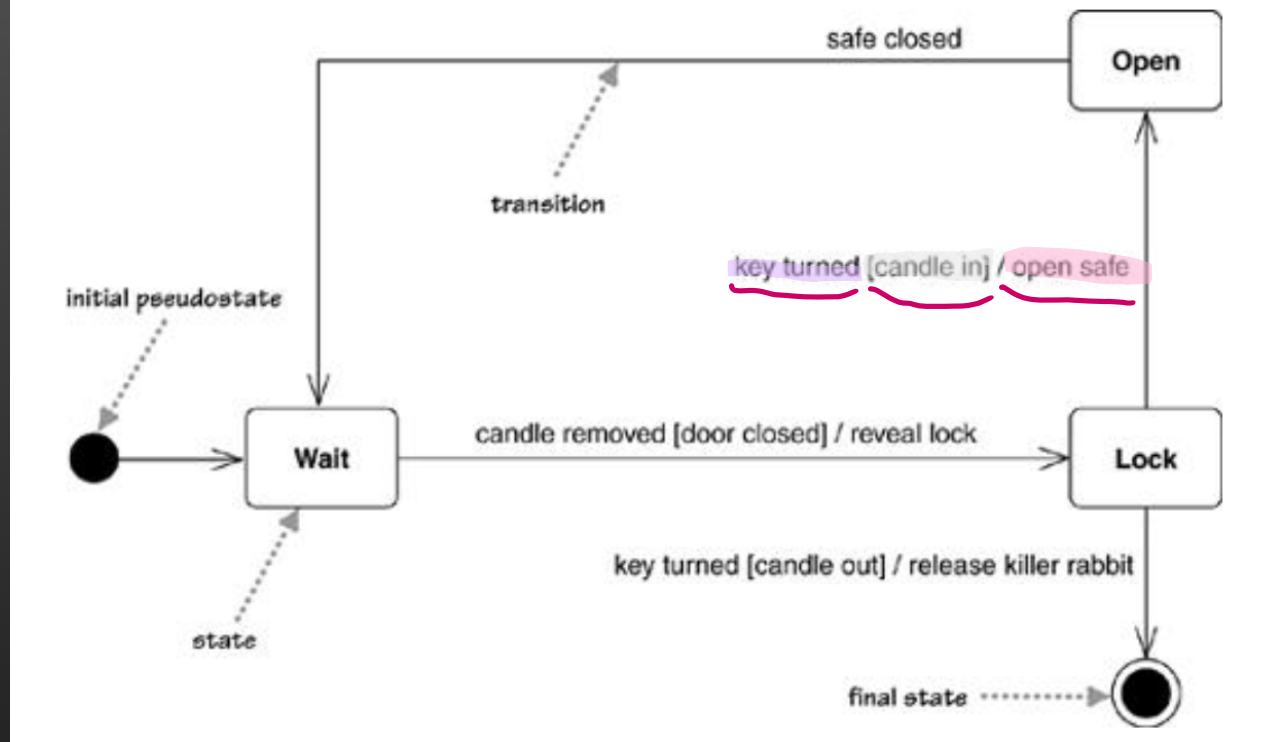 safe closed
Open
transition
key turned [candle in] / open safe
initial pseudostate
candle removed [door closed] / reveal lock
Wait
Lock
key turned [candle out] / release killer rabbit
state
final state